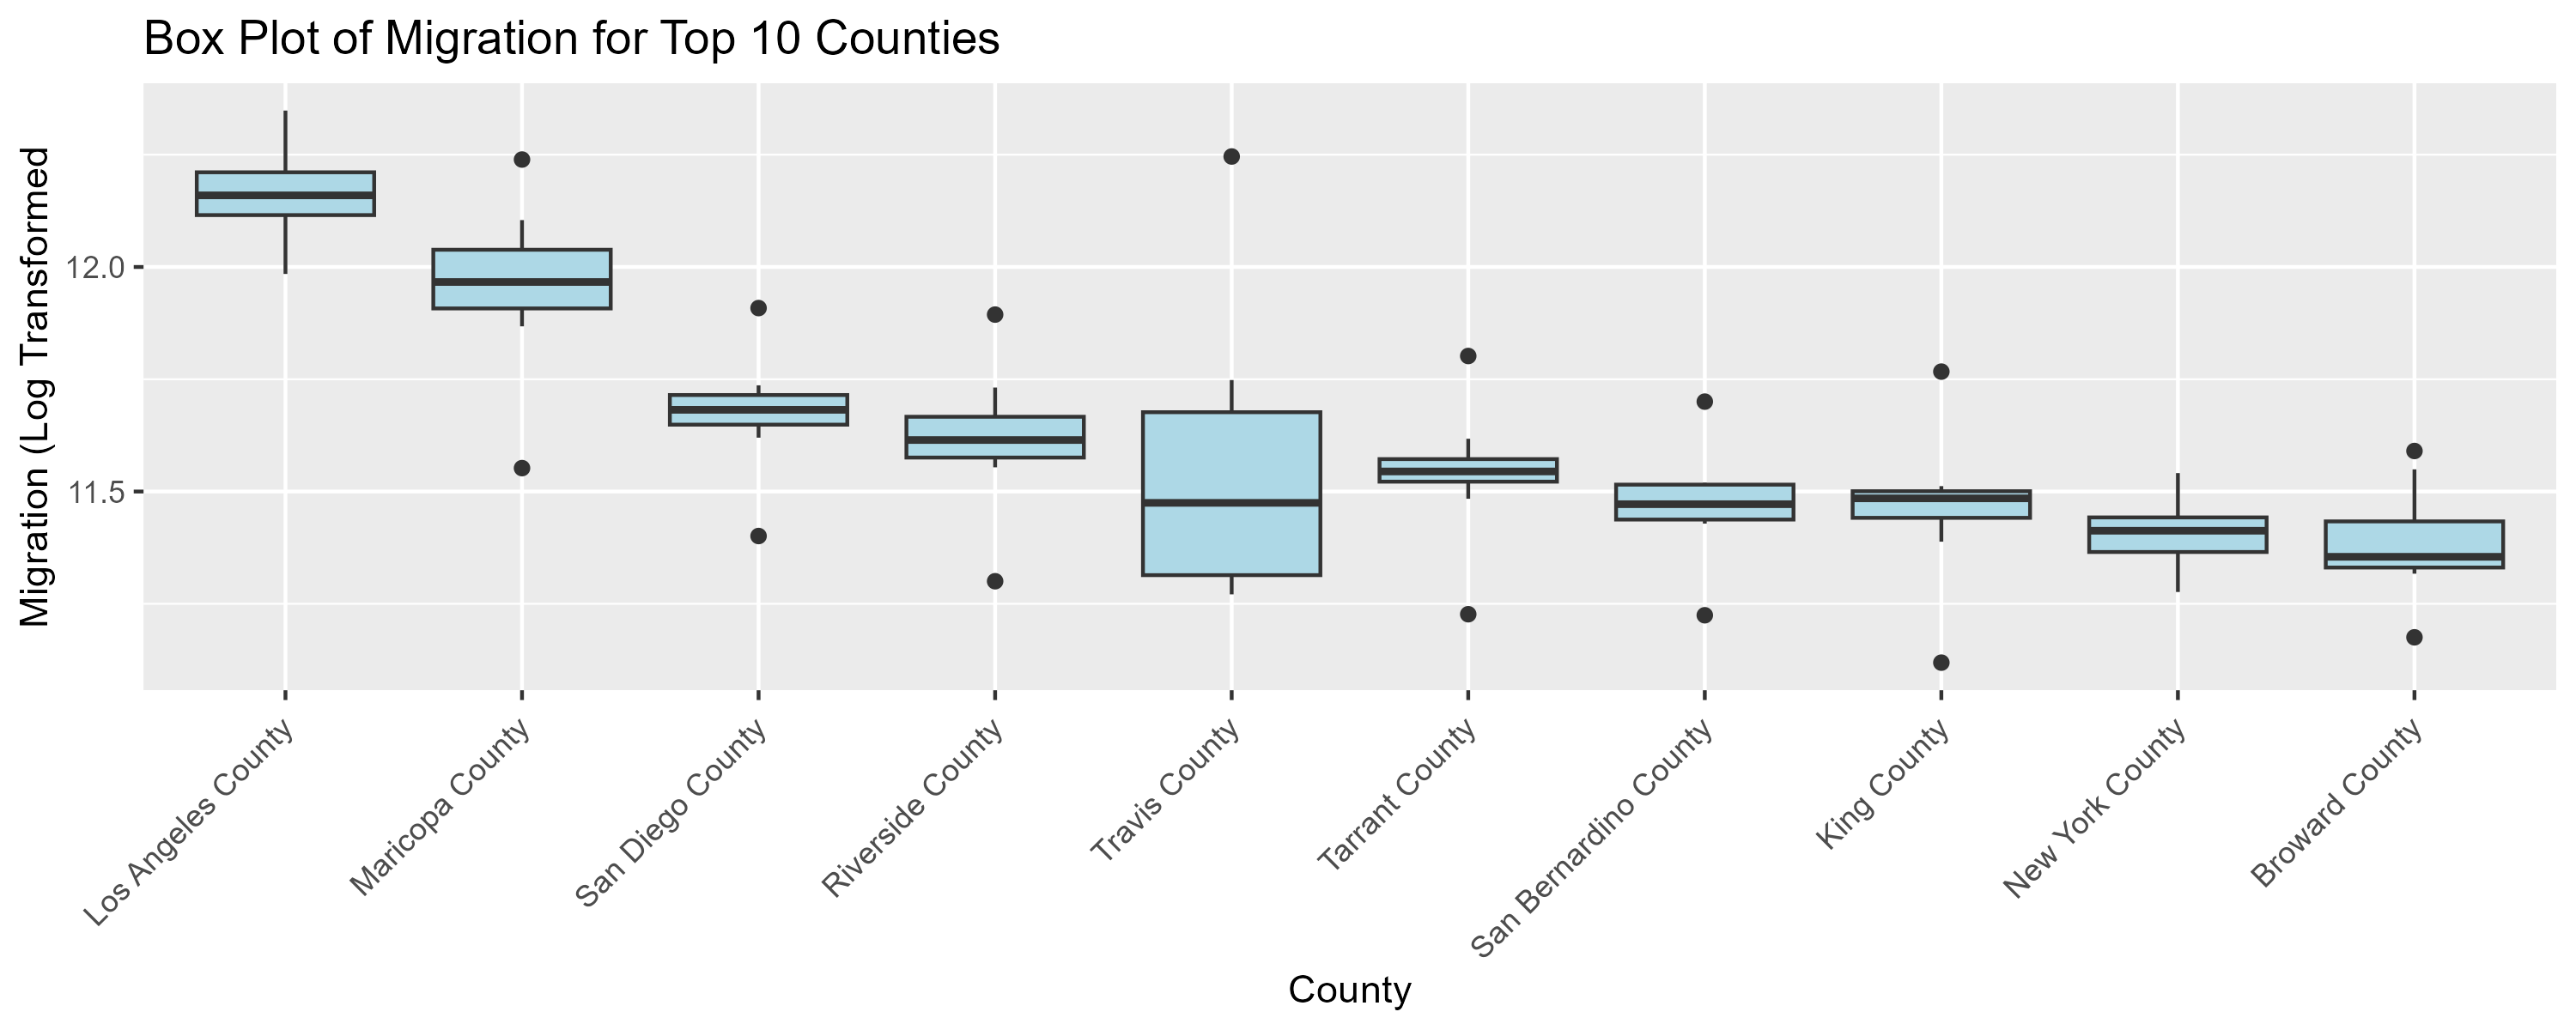 Box Plot of Migration for Top 10 Counties
Migration (Log Transformed
12.0
11.5
Los Angeles County
Maricopa County
San Diego County
Riverside County
Travis County
Tarrant County
San Bernardino County
King County
New York County
Broward County
County